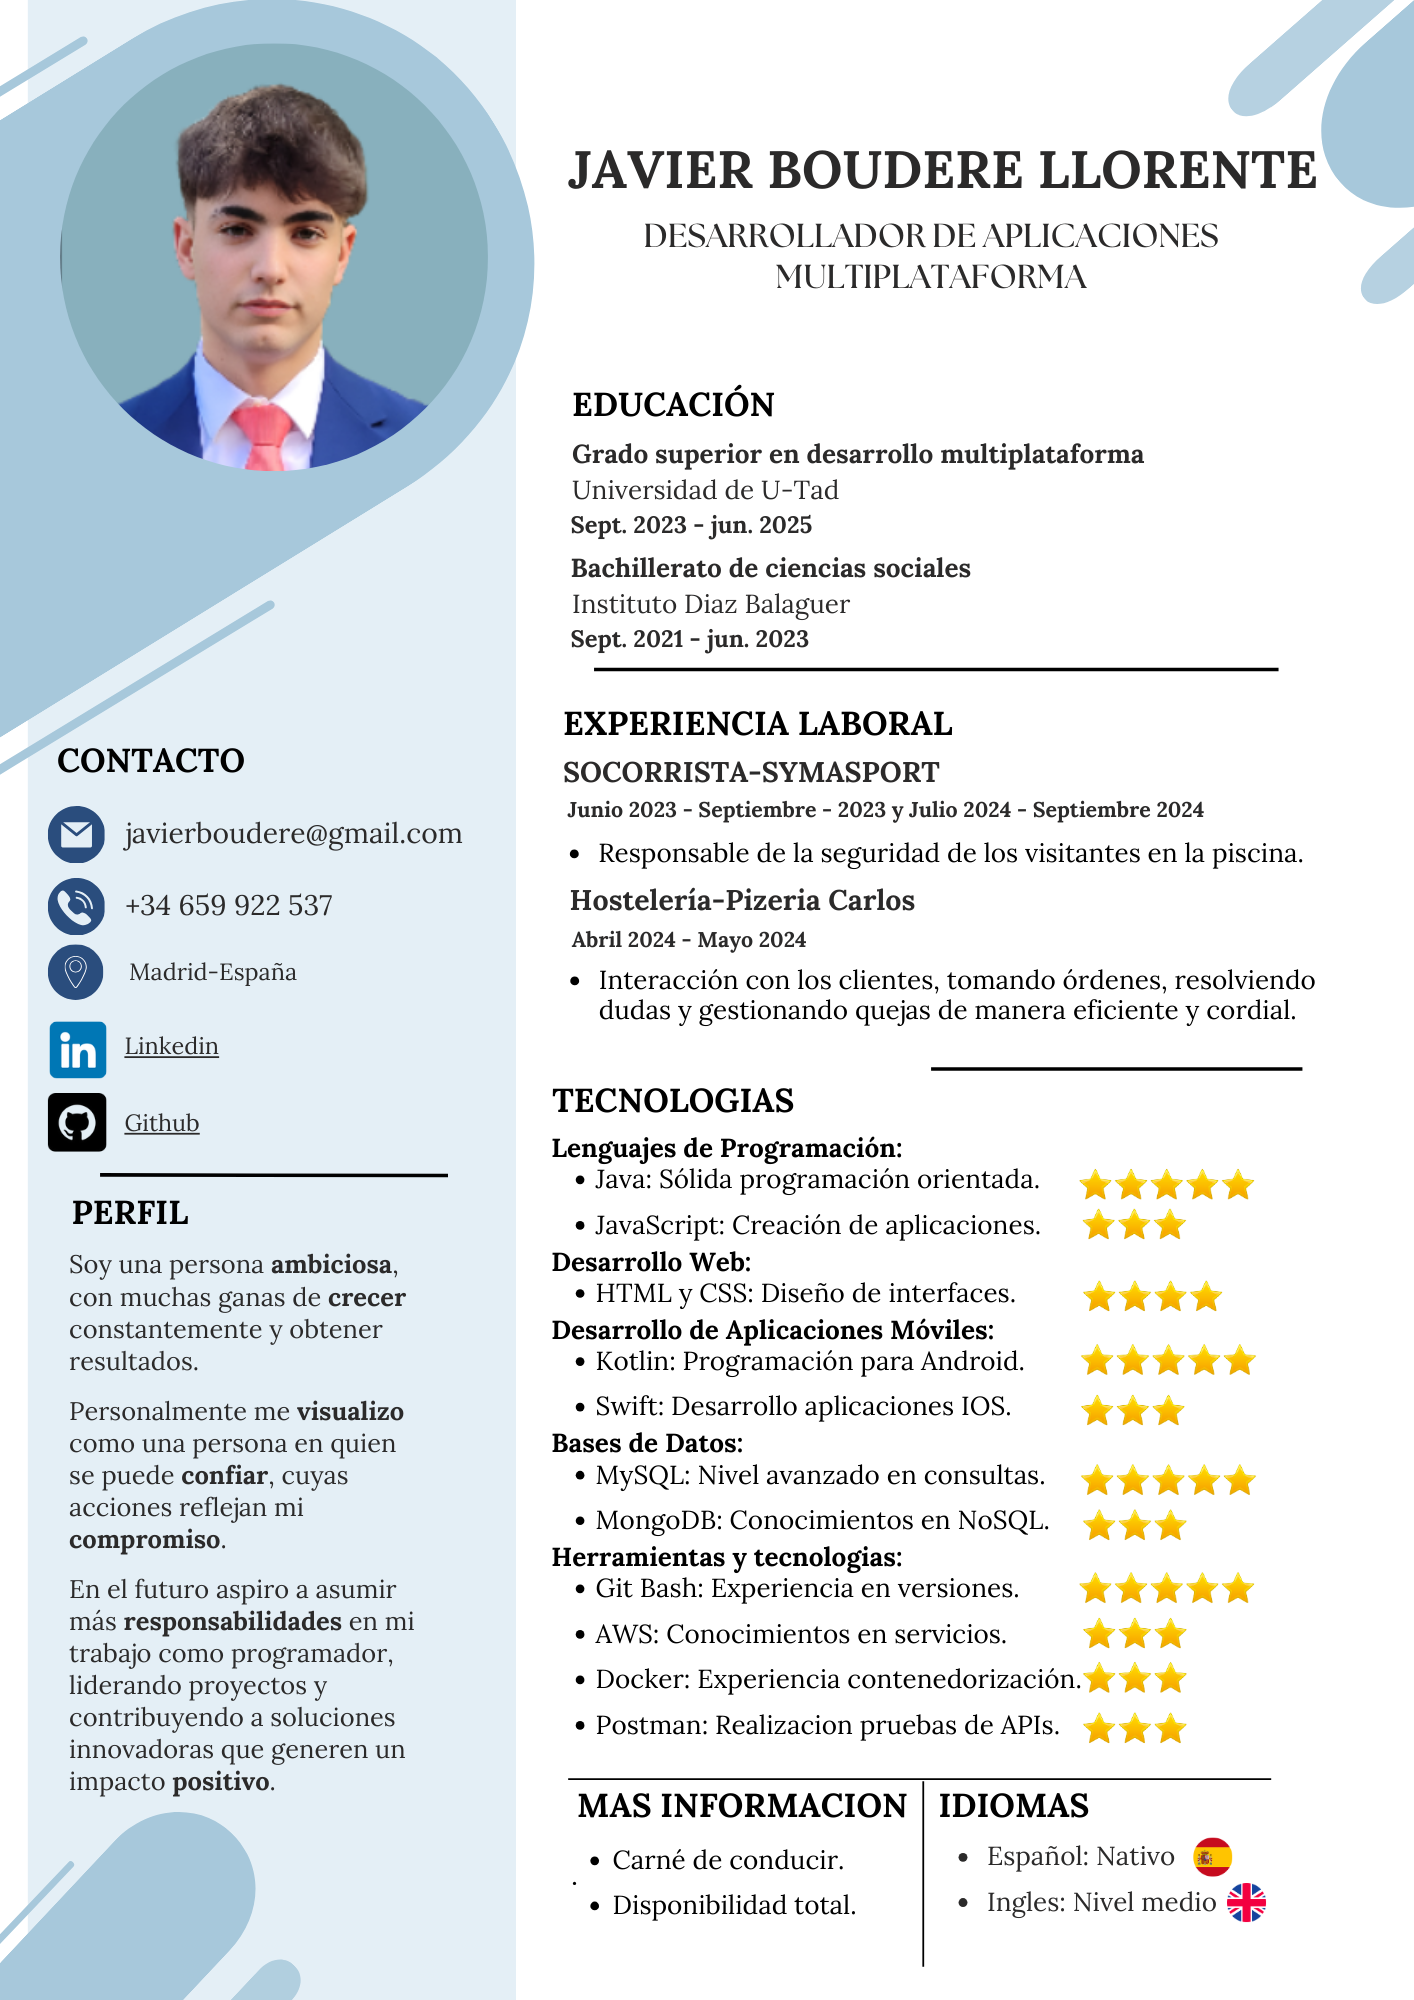 JAVIER BOUDERE LLORENTE
DESARROLLADOR DE APLICACIONES
MULTIPLATAFORMA
CONTACTO
javierboudere@gmail.com
+34 659 922 537
Madrid-España
in
Linkedin
Github
PERFIL
Soy una persona ambiciosa,
con muchas ganas de crecer
constantemente y obtener
resultados.
Personalmente me visualizo
como una persona en quien
se puede confiar, cuyas
acciones reflejan mi
compromiso.
En el futuro aspiro a asumir
más responsabilidades en mi
trabajo como programador,
liderando proyectos y
contribuyendo a soluciones
innovadoras que generen un
impacto positivo.
EDUCACIÓN
Grado superior en desarrollo multiplataforma
Universidad de U-Tad
Sept. 2023 - jun. 2025
Bachillerato de ciencias sociales
Instituto Diaz Balaguer
Sept. 2021 - jun. 2023
EXPERIENCIA LABORAL
SOCORRISTA-SYMASPORT
Junio 2023 - Septiembre - 2023 y Julio 2024 - Septiembre 2024
• Responsable de la seguridad de los visitantes en la piscina.
Hostelería-Pizeria Carlos
Abril 2024 - Mayo 2024
• Interacción con los clientes, tomando órdenes, resolviendo
dudas y gestionando quejas de manera eficiente y cordial.
TECNOLOGIAS
Lenguajes de Programación:
• Java: Sólida programación orientada.
• JavaScript: Creación de aplicaciones.
Desarrollo Web:
• HTML y CSS: Diseño de interfaces.
Desarrollo de Aplicaciones Móviles:
• Kotlin: Programación para Android.
• Swift: Desarrollo aplicaciones IOS.
Bases de Datos:
• MySQL: Nivel avanzado en consultas.
• MongoDB: Conocimientos en NoSQL.
Herramientas y tecnologias:
• Git Bash: Experiencia en versiones.
• AWS: Conocimientos en servicios.
• Docker: Experiencia contenedorización.
• Postman: Realizacion pruebas de APIs.
MAS INFORMACION
• Carné de conducir.
.
• Disponibilidad total.
IDIOMAS
• Español: Nativo
• Ingles: Nivel medio